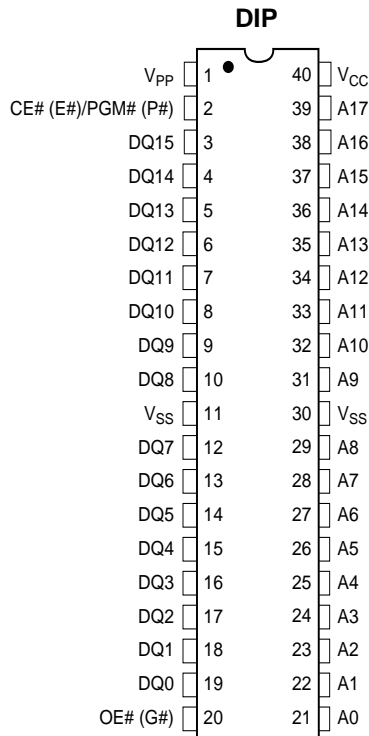 DIP
VPP 1 40 VCC
CE# (E#)/PGM# (P#) 2 39 A17
DQ15 3 38 A16
DQ14 4 37 A15
DQ13 5 36 A14
DQ12 6 35 A13
DQ11 7 34 A12
DQ10 8 33 A11
DQ9 9 32 A10
DQ8 10 31 A9
VSS 11 30 VSS
DQ7 12 29 A8
DQ6 13 28 A7
DQ5 14 27 A6
DQ4 15 26 A5
DQ3 16 25 A4
DQ2 17 24 A3
DQ1 18 23 A2
DQ0 19 22 A1
OE# (G#) 20 21 A0